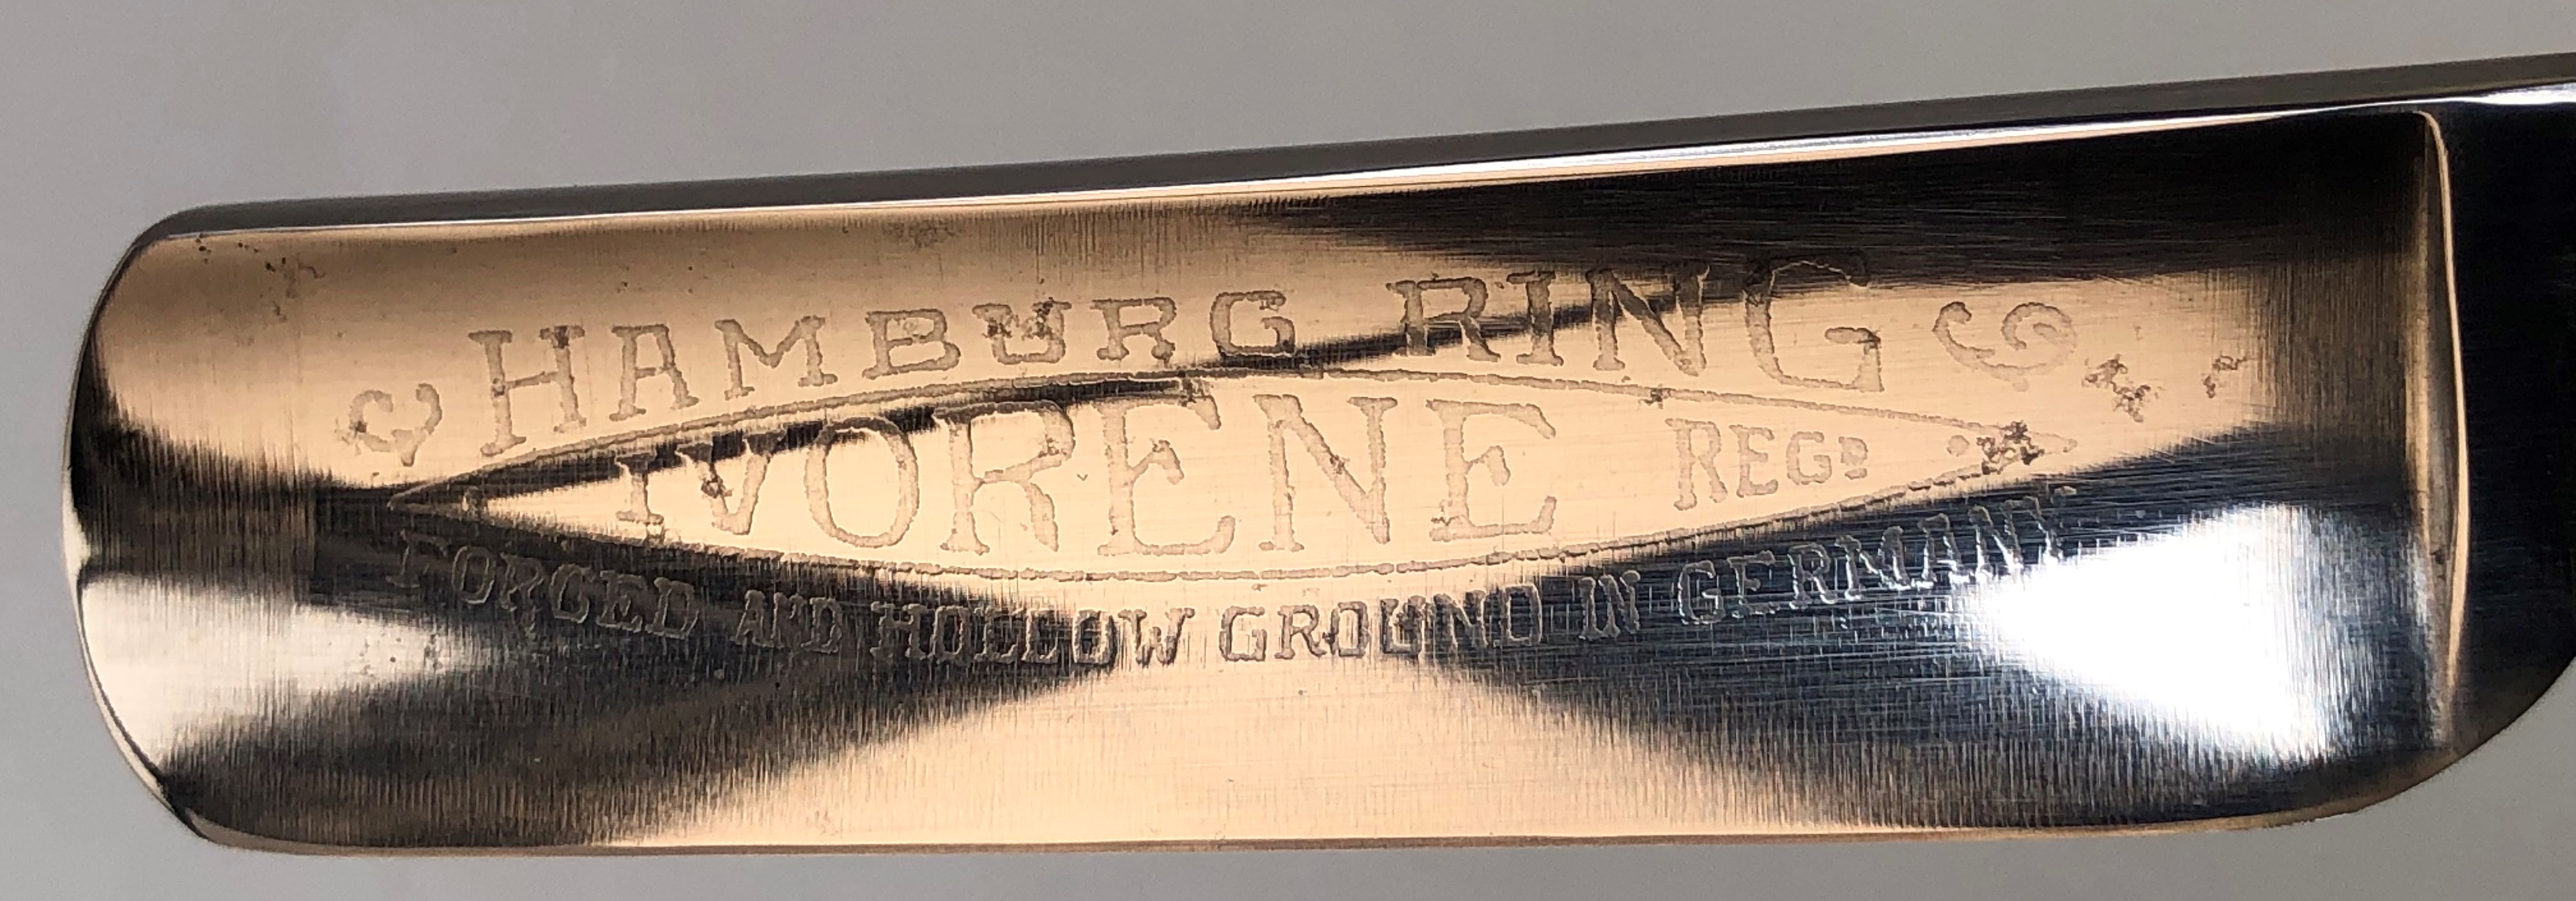 HAMBURG RING
IVORENE REGD
FORGED AND HOLLOW GROUND IN GERMANY